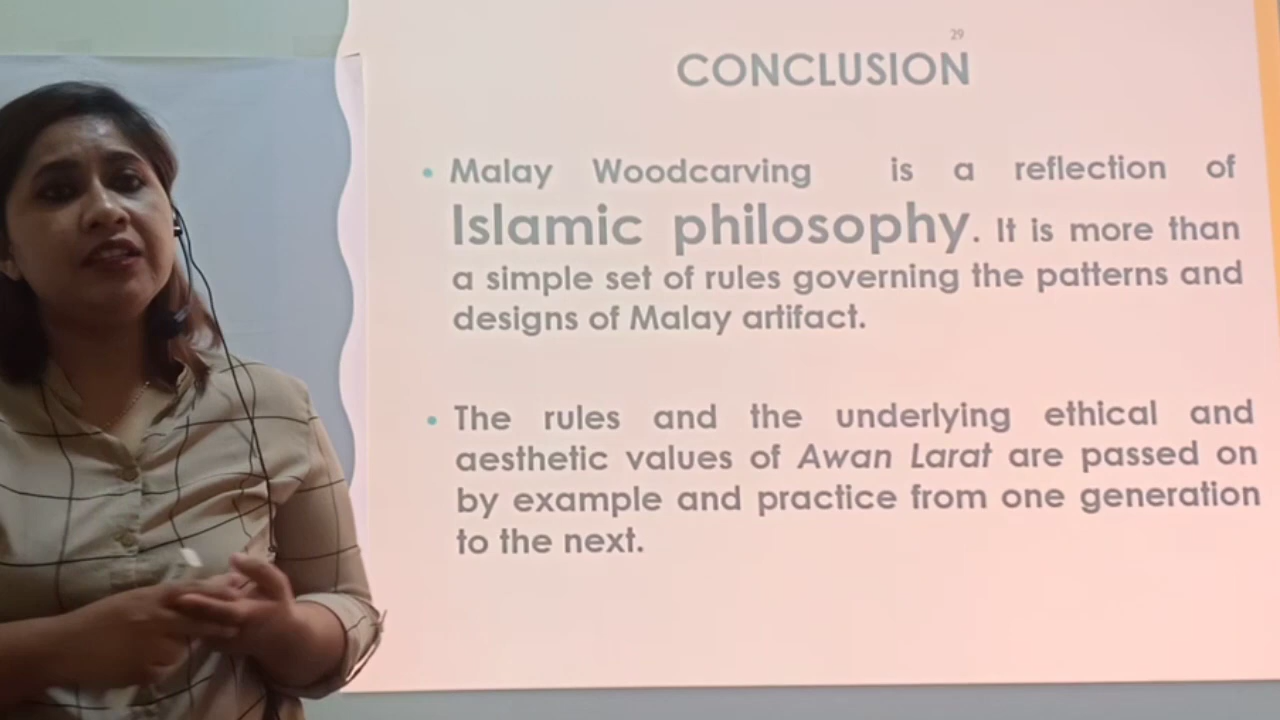 29
CONCLUSION
• Malay Woodcarving is a reflection of
Islamic philosophy. It is more than
a simple set of rules governing the patterns and
designs of Malay artifact.
• The rules and the underlying ethical and
aesthetic values of Awan Larat are passed on
by example and practice from one generation
to the next.